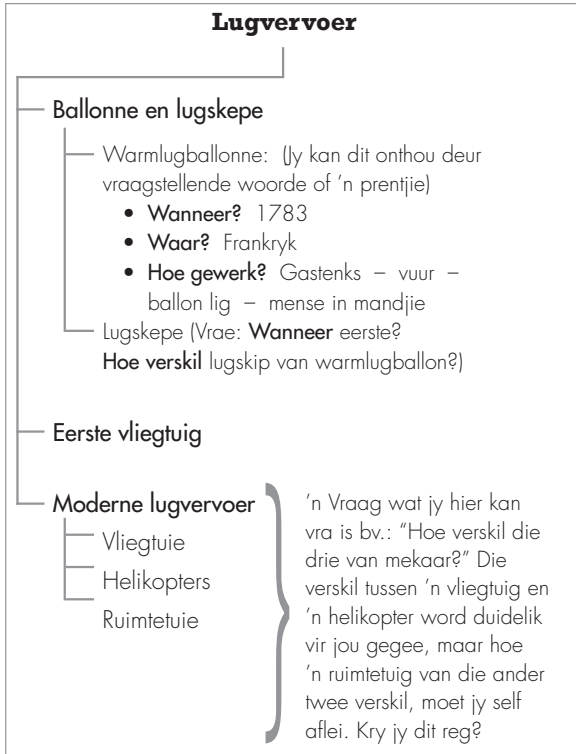 Lugvervoer
Ballonne en lugskepe
Warmlugballonne: (Jy kan dit onthou deur
vraagstellende woorde of 'n prentjie)
• Wanneer? 1783
• Waar? Frankryk
• Hoe gewerk? Gastenks – vuur –
ballon lig – mense in mandjie
Lugskepe (Vrae: Wanneer eerste?
Hoe verskil lugskip van warmlugballon?)
Eerste vliegtuig
Moderne lugvervoer
Vliegtuie
Helikopters
Ruimtetuie
'n Vraag wat jy hier kan
vra is bv.: “Hoe verskil die
drie van mekaar?” Die
verskil tussen 'n vliegtuig en
'n helikopter word duidelik
vir jou gegee, maar hoe
'n ruimtetuig van die ander
twee verskil, moet jy self
aflei. Kry jy dit reg?